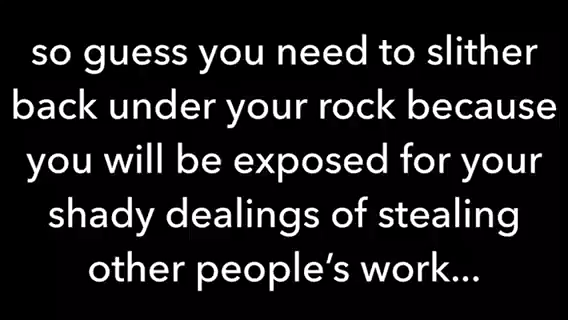 so guess you need to slither
back under your rock because
you will be exposed for your
shady dealings of stealing
other people’s work...